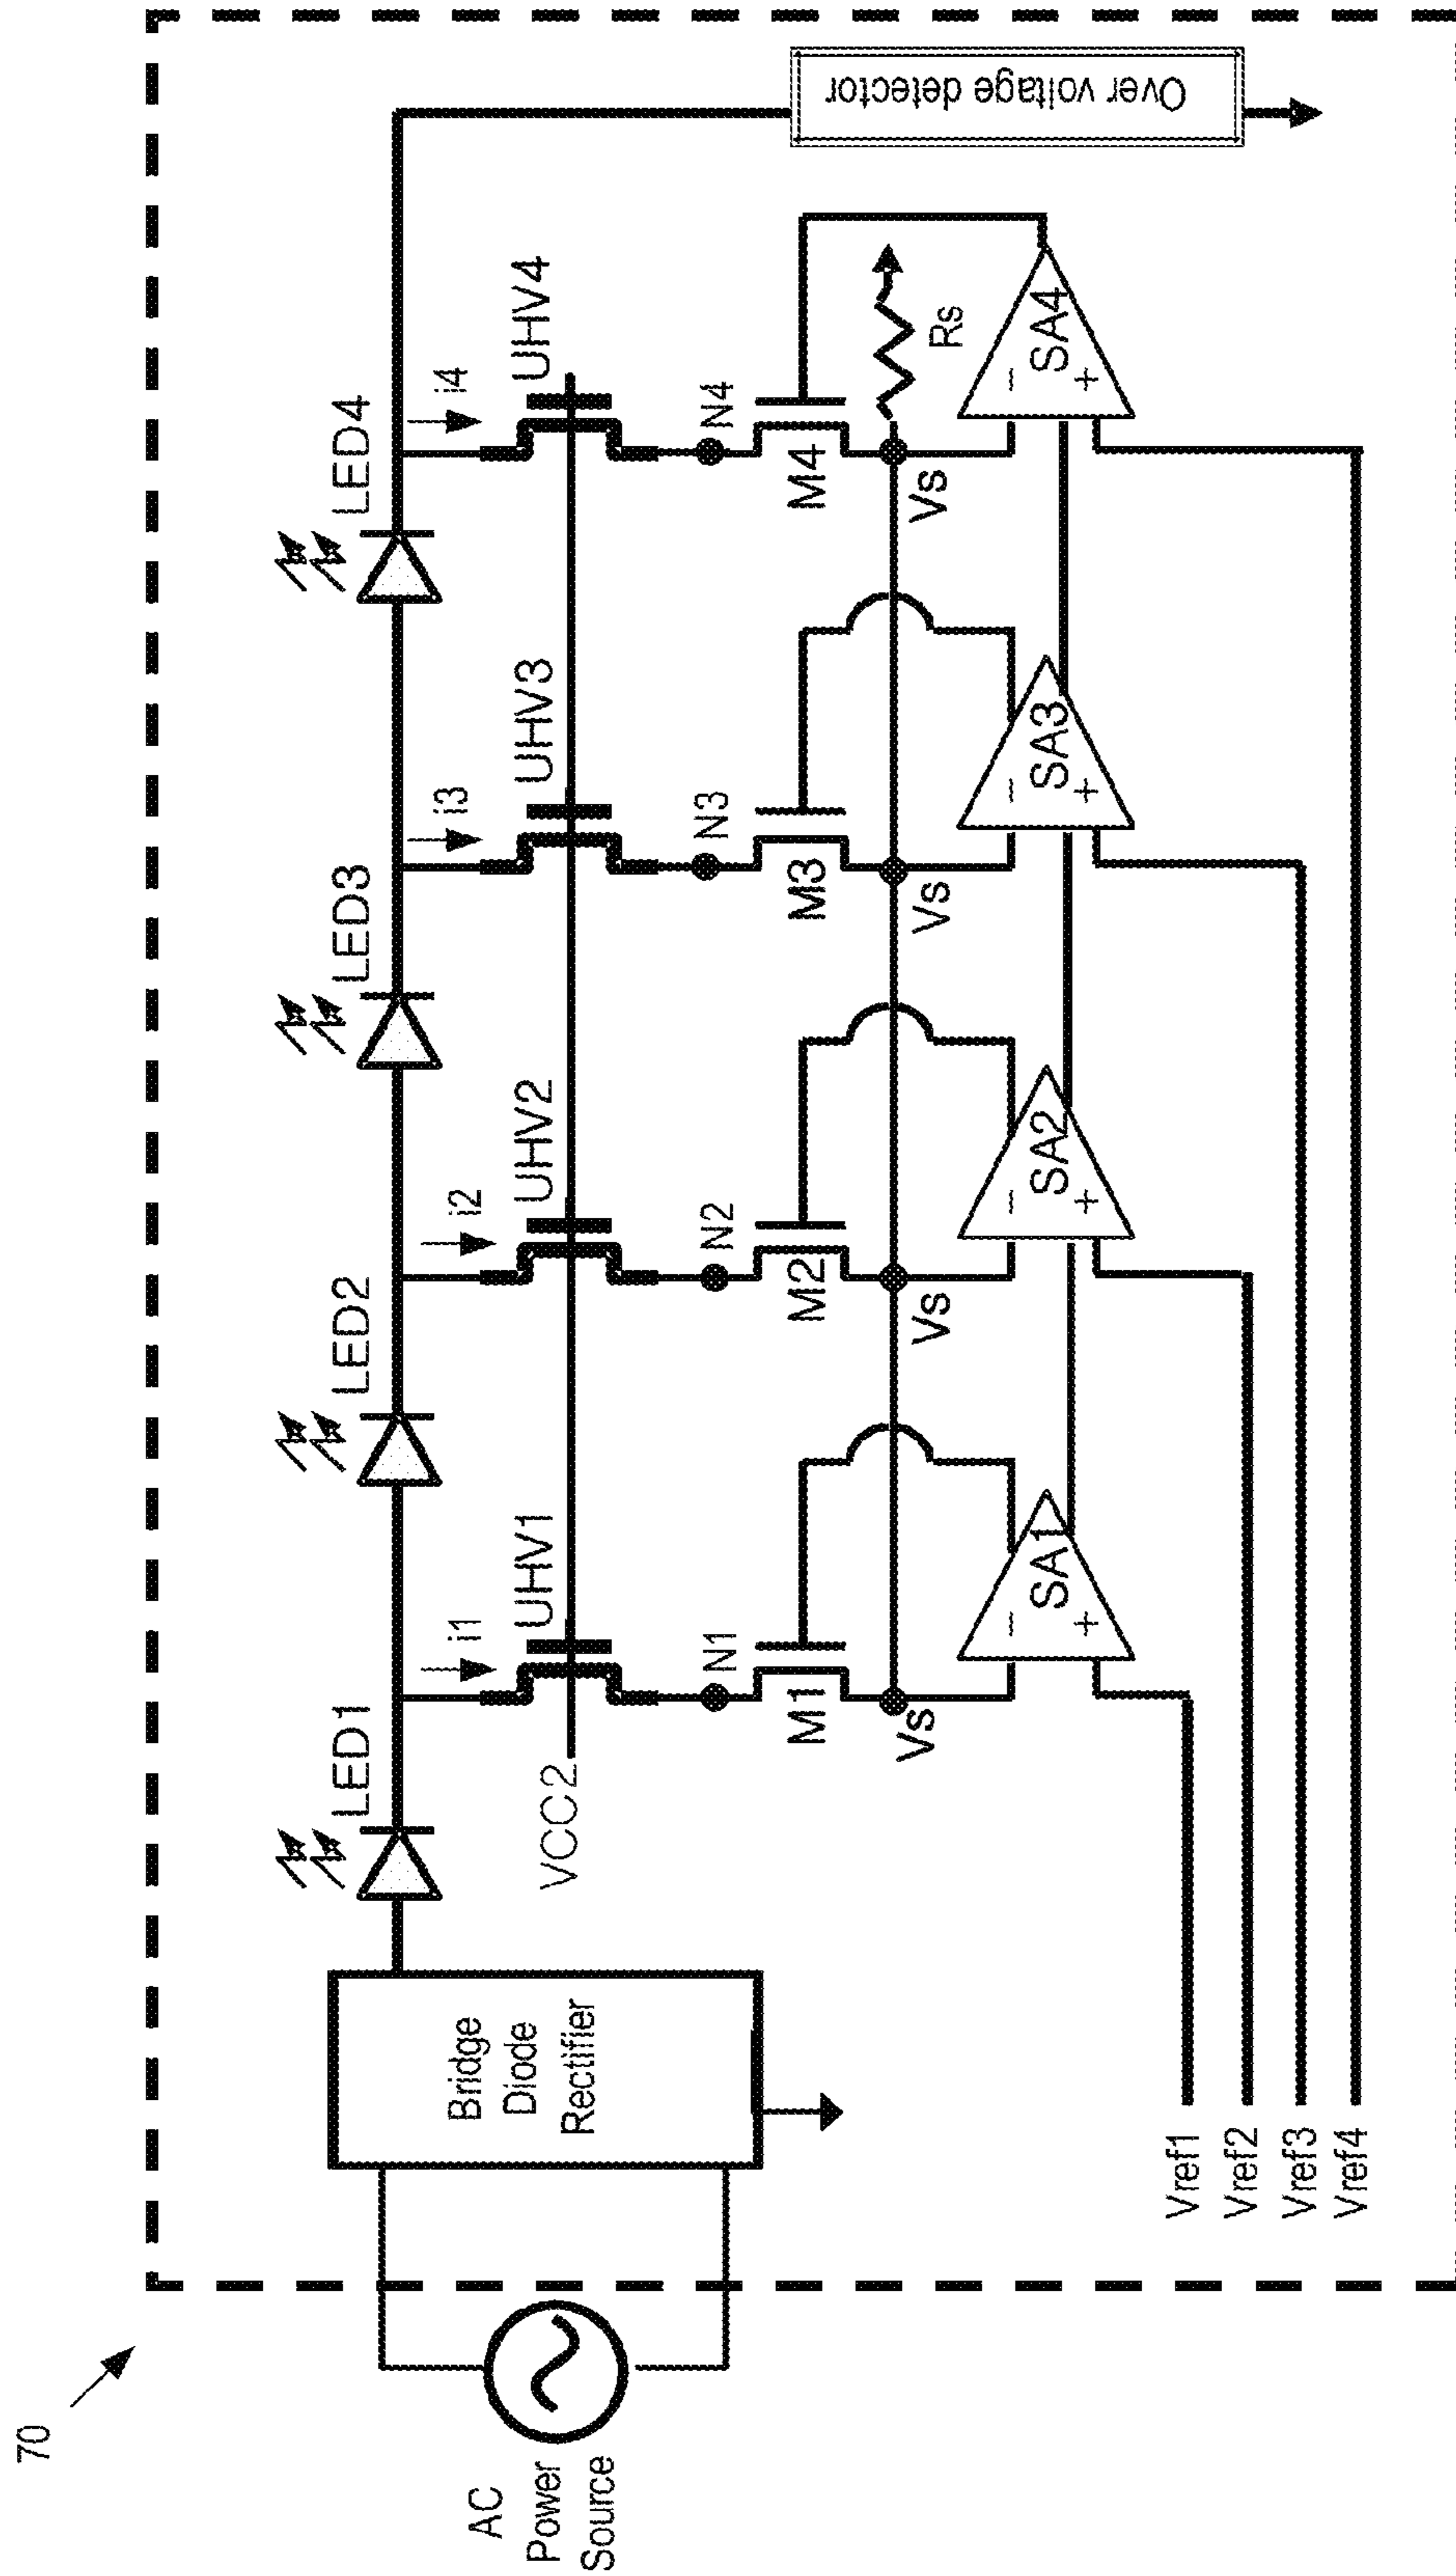 70
AC
Power
Source
Bridge
Diode
Rectifier
LED1
LED2
LED3
LED4
i1
i2
i3
i4
VCC2
UHV1
UHV2
UHV3
UHV4
N1
N2
N3
N4
M1
M2
M3
M4
Vs
Vs
Vs
Vs
Rs
- SA1 +
- SA2 +
- SA3 +
- SA4 +
Over voltage detector
Vref1
Vref2
Vref3
Vref4